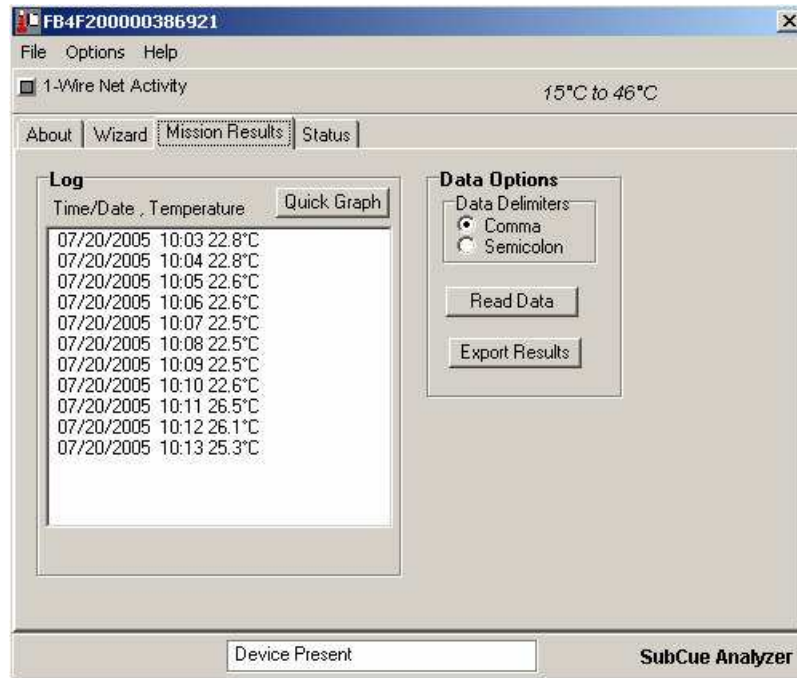 FB4F200000386921
File Options Help
1-Wire Net Activity
15°C to 46°C
About Wizard Mission Results Status
Log
Time/Date , Temperature
Quick Graph
07/20/2005 10:03 22.8°C
07/20/2005 10:04 22.8°C
07/20/2005 10:05 22.6°C
07/20/2005 10:06 22.6°C
07/20/2005 10:07 22.5°C
07/20/2005 10:08 22.5°C
07/20/2005 10:09 22.5°C
07/20/2005 10:10 22.6°C
07/20/2005 10:11 26.5°C
07/20/2005 10:12 26.1°C
07/20/2005 10:13 25.3°C
Data Options
Data Delimiters
Comma
Semicolon
Read Data
Export Results
Device Present
SubCue Analyzer